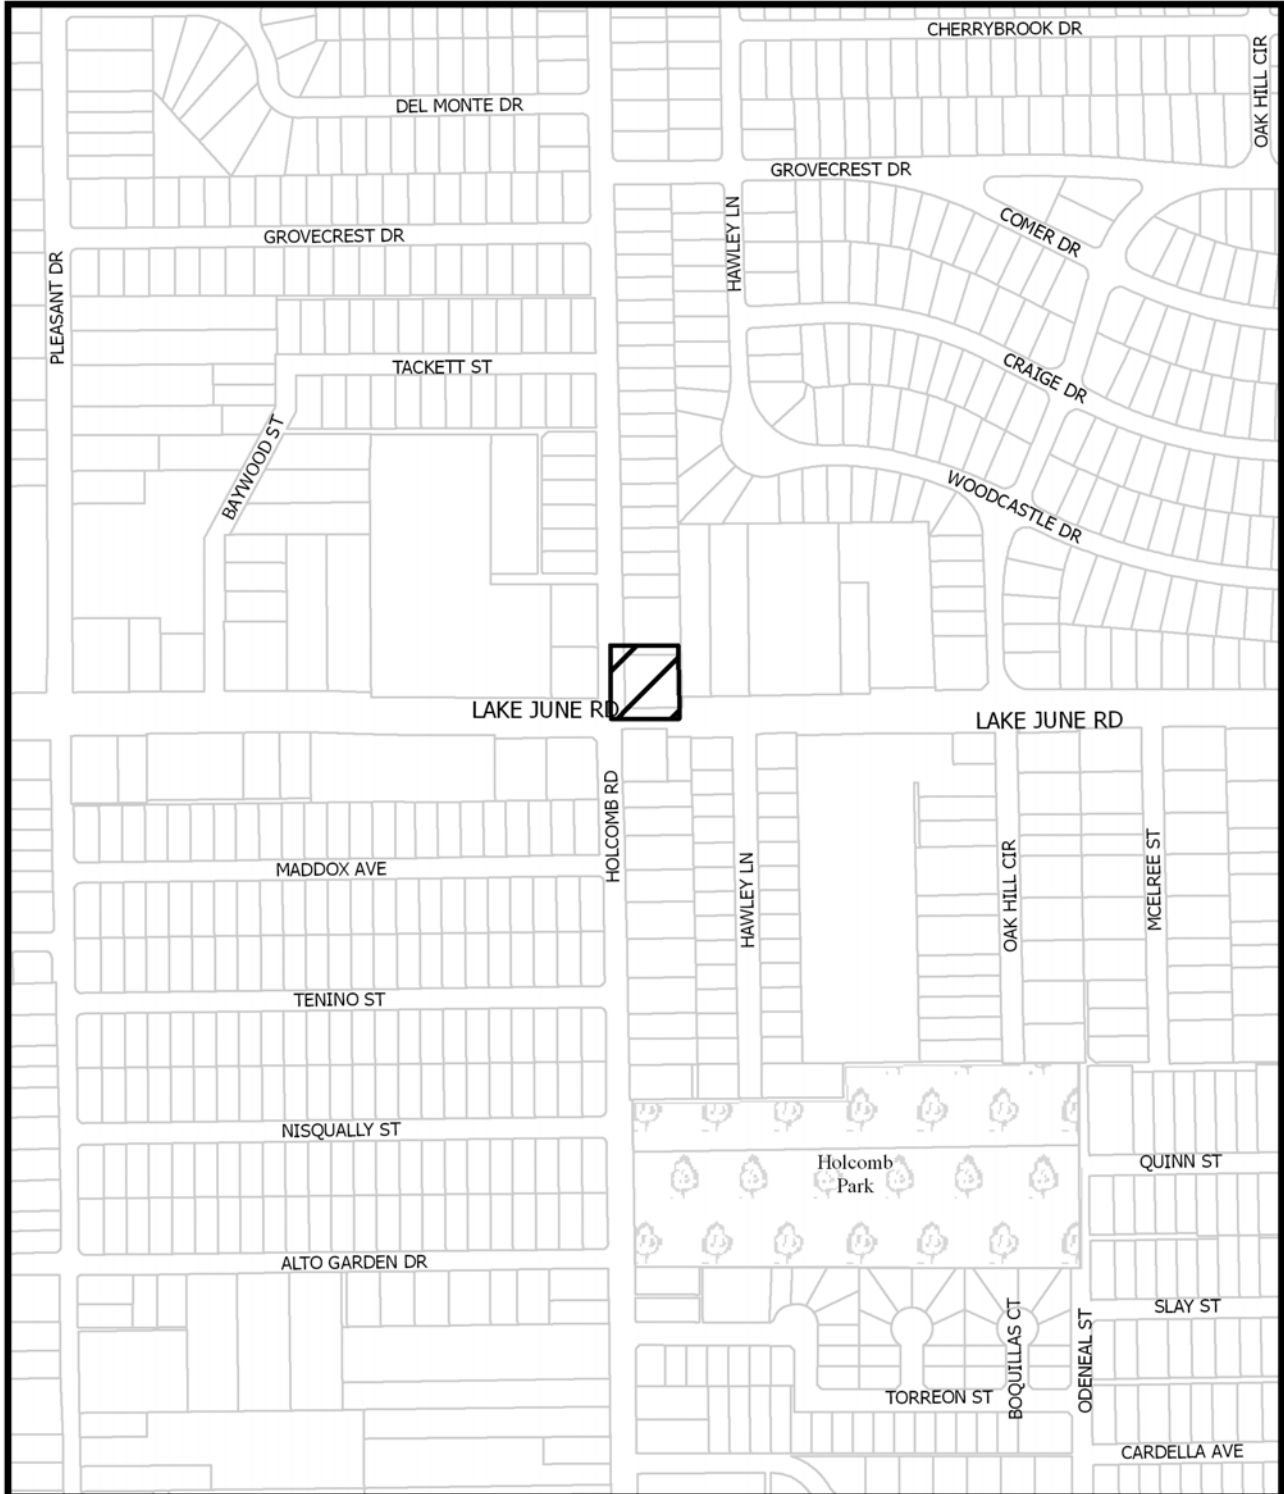 CHERRYBROOK DR
OAK HILL CIR
DEL MONTE DR
GROVECREST DR
HAWLEY LN
COMER DR
GROVECREST DR
PLEASANT DR
TACKETT ST
CRAIGE DR
BAYWOOD ST
WOODCASTLE DR
LAKE JUNE RD
LAKE JUNE RD
HOLCOMB RD
MADDOX AVE
HAWLEY LN
OAK HILL CIR
MCELREE ST
TENINO ST
NISQUALLY ST
Holcomb
Park
QUINN ST
ALTO GARDEN DR
SLAY ST
BOQUILLAS CT
ODENEAL ST
TORREON ST
CARDELLA AVE